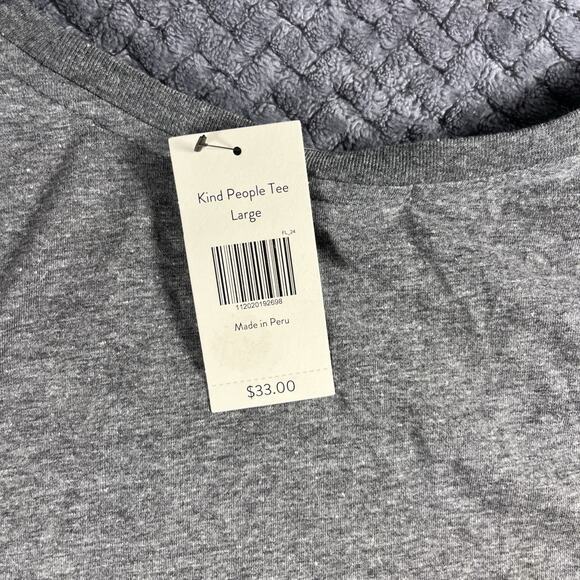 Kind People Tee
Large
FL_24
112020192698
Made in Peru
$33.00